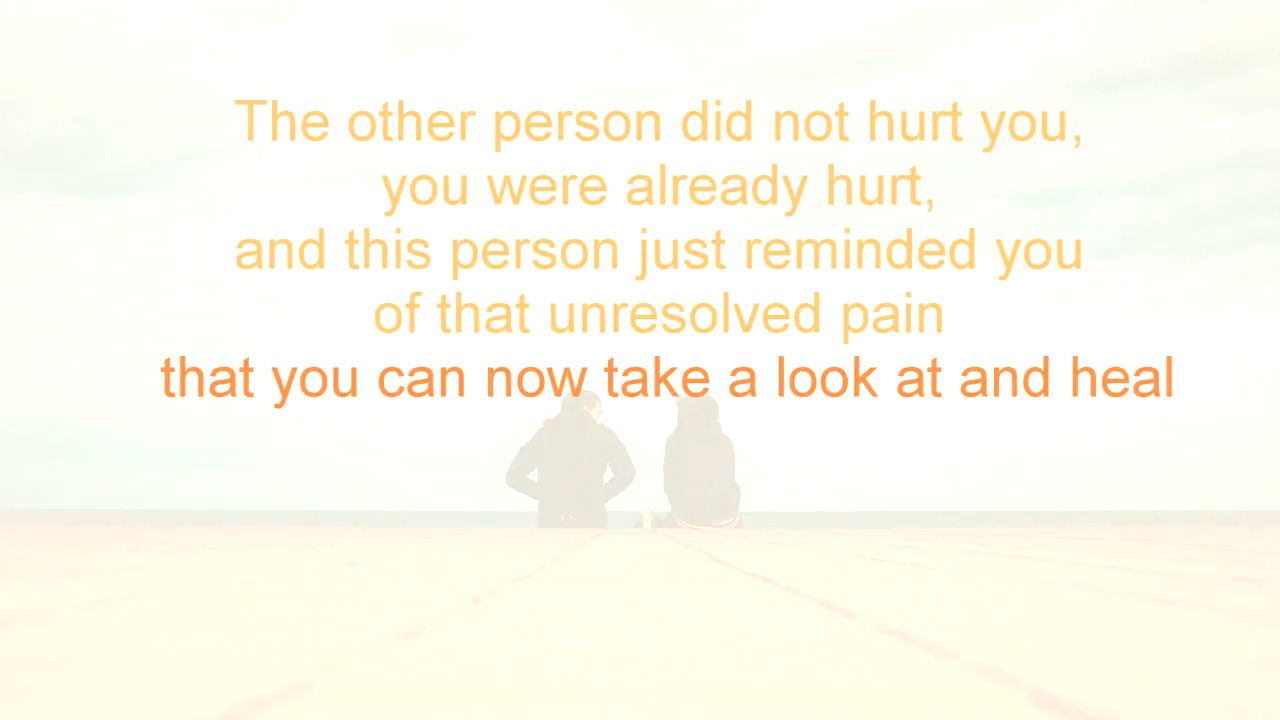 The other person did not hurt you,
you were already hurt,
and this person just reminded you
of that unresolved pain
that you can now take a look at and heal